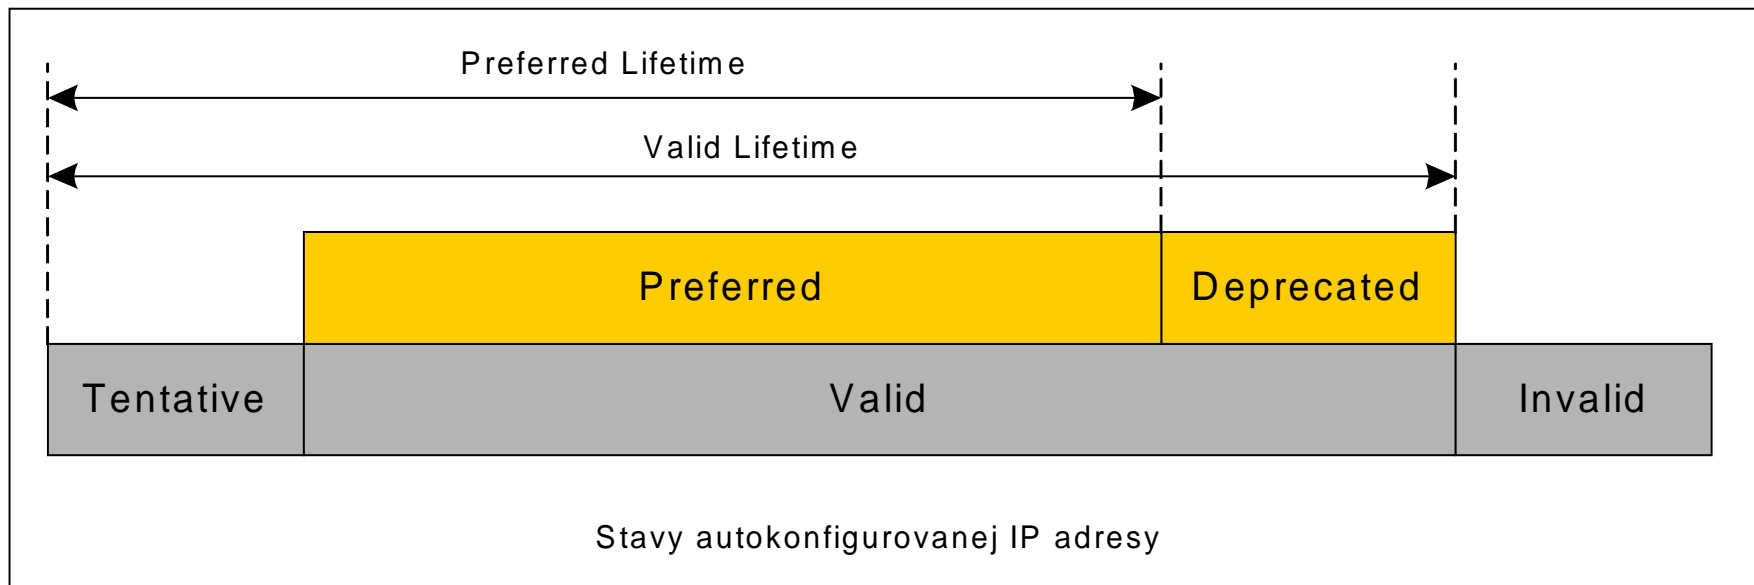 Preferred Lifetime
Valid Lifetime
Preferred
Deprecated
Tentative
Valid
Invalid
Stavy autokonfigurovanej IP adresy